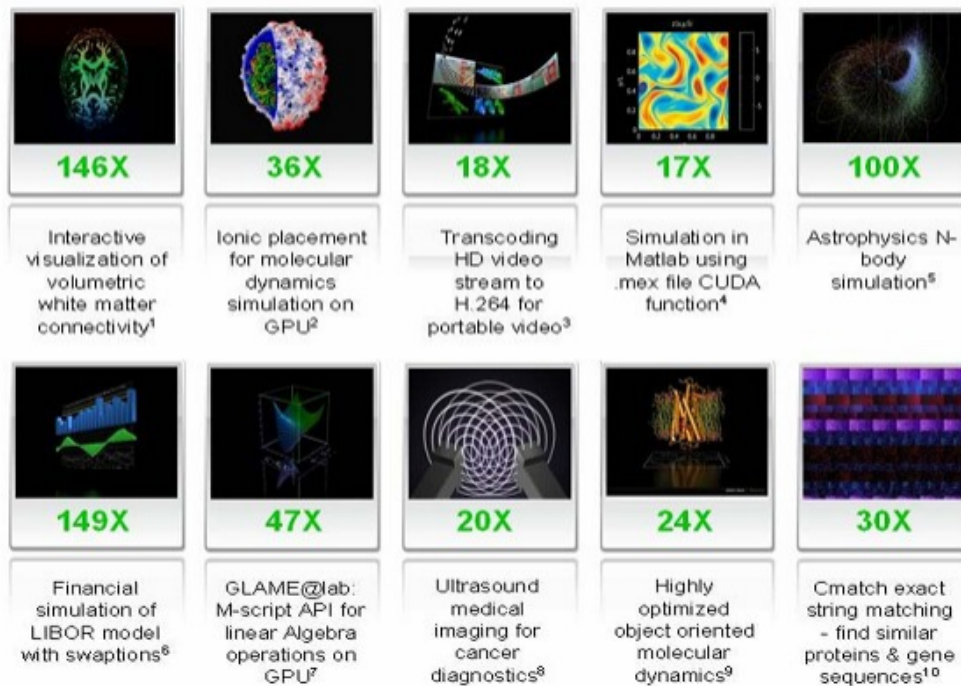 146X
36X
18X
17X
100X
Interactive
visualization of
volumetric
white matter
connectivity¹
Ionic placement
for molecular
dynamics
simulation on
GPU²
Transcoding
HD video
stream to
H.264 for
portable video³
Simulation in
Matlab using
.mex file CUDA
function⁴
Astrophysics N-
body
simulation⁵
149X
47X
20X
24X
30X
Financial
simulation of
LIBOR model
with swaptions⁶
GLAME@lab:
M-script API for
linear Algebra
operations on
GPU⁷
Ultrasound
medical
imaging for
cancer
diagnostics⁸
Highly
optimized
object oriented
molecular
dynamics⁹
Cmatch exact
string matching
- find similar
proteins & gene
sequences¹⁰